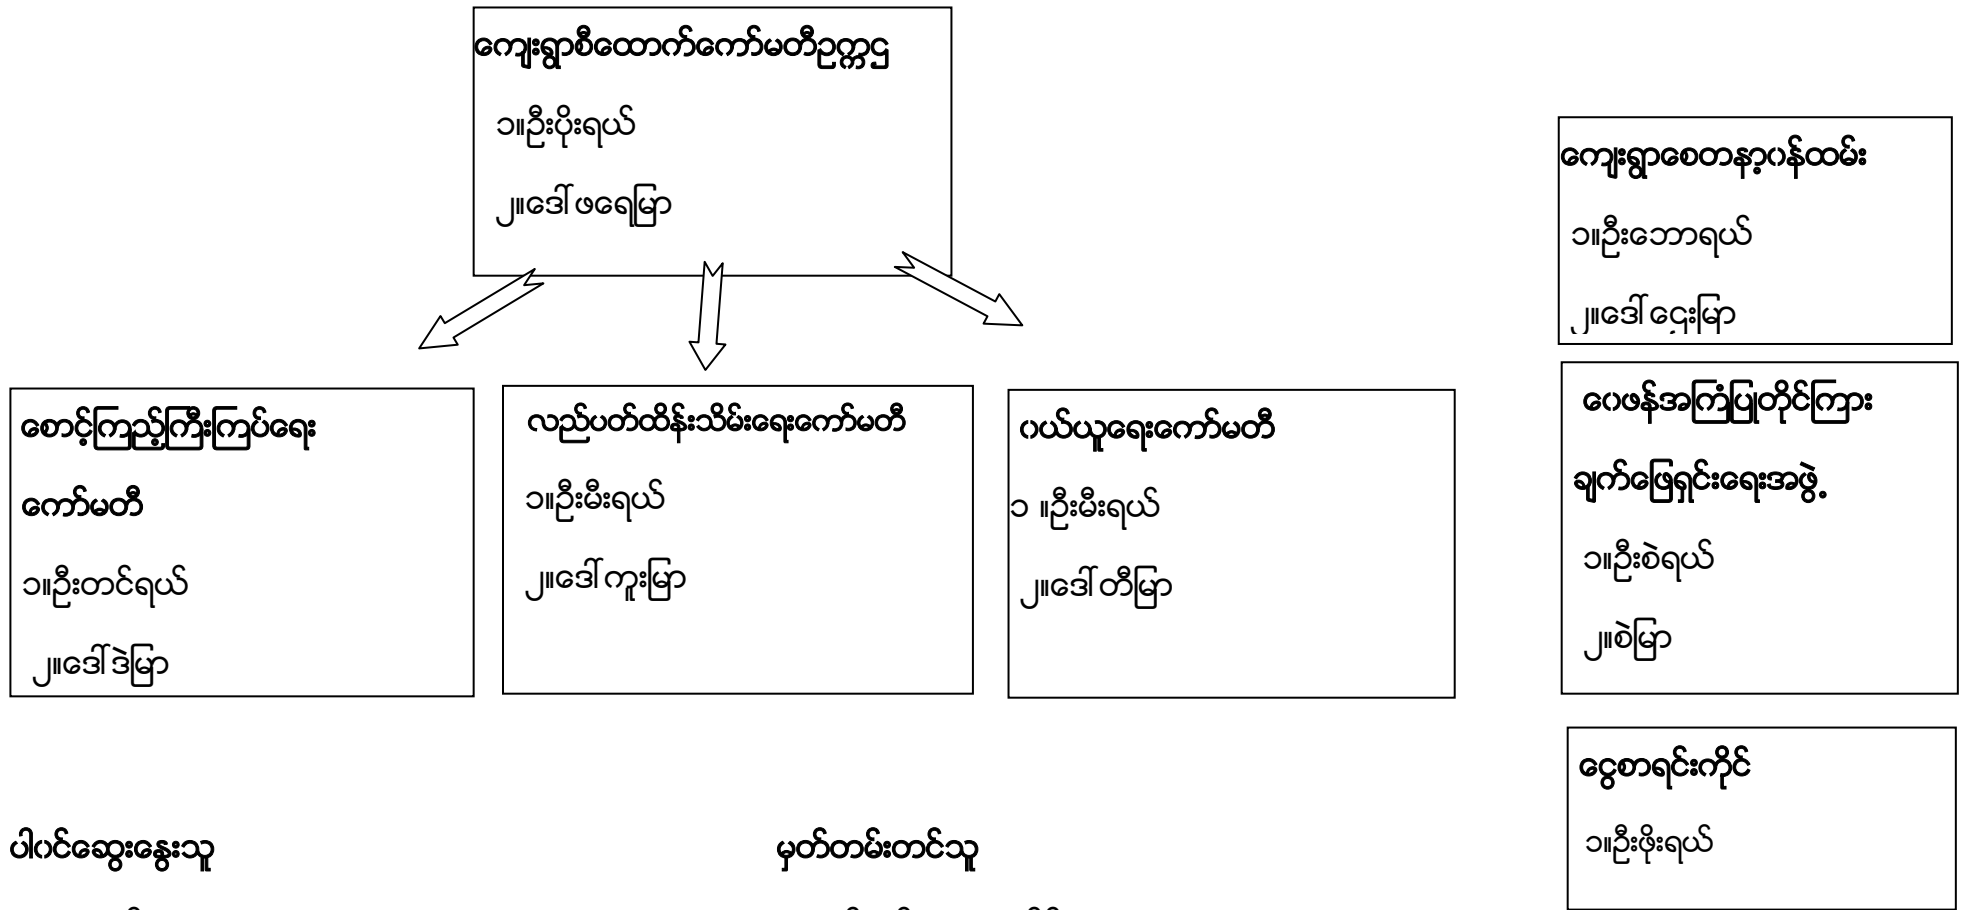 ကျေးရွာစီထောက်ကော်မတီဥက္ကဌ
၁။ဦးပိုးရယ်
၂။ဒေါ်ဖရေမြာ
ကျေးရွာစေတနာ့ဝန်ထမ်း
၁။ဦးဘောရယ်
၂။ဒေါ်ဌေးမြာ
စောင့်ကြည့်ကြီးကြပ်ရေး
ကော်မတီ
၁။ဦးတင်ရယ်
၂။ဒေါ်ဒဲမြာ
လည်ပတ်ထိန်းသိမ်းရေးကော်မတီ
၁။ဦးမီးရယ်
၂။ဒေါ်ကူးမြာ
ဝယ်ယူရေးကော်မတီ
၁ ။ဦးမီးရယ်
၂။ဒေါ်တီမြာ
ဝေဖန်အကြံပြုတိုင်ကြား
ချက်ဖြေရှင်းရေးအဖွဲ့
၁။ဦးစဲရယ်
၂။စဲမြာ
ငွေစာရင်းကိုင်
၁။ဦးဖိုးရယ်
ပါဝင်ဆွေးနွေးသူ
မှတ်တမ်းတင်သူ